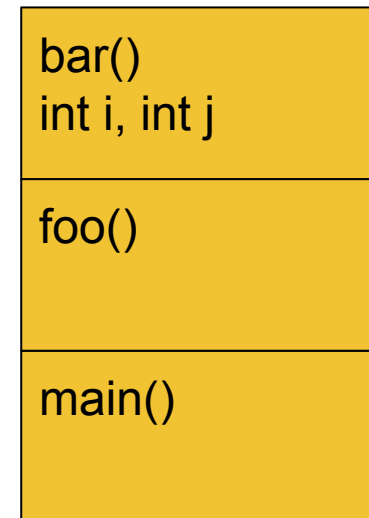 bar()
int i, int j
foo()
main()